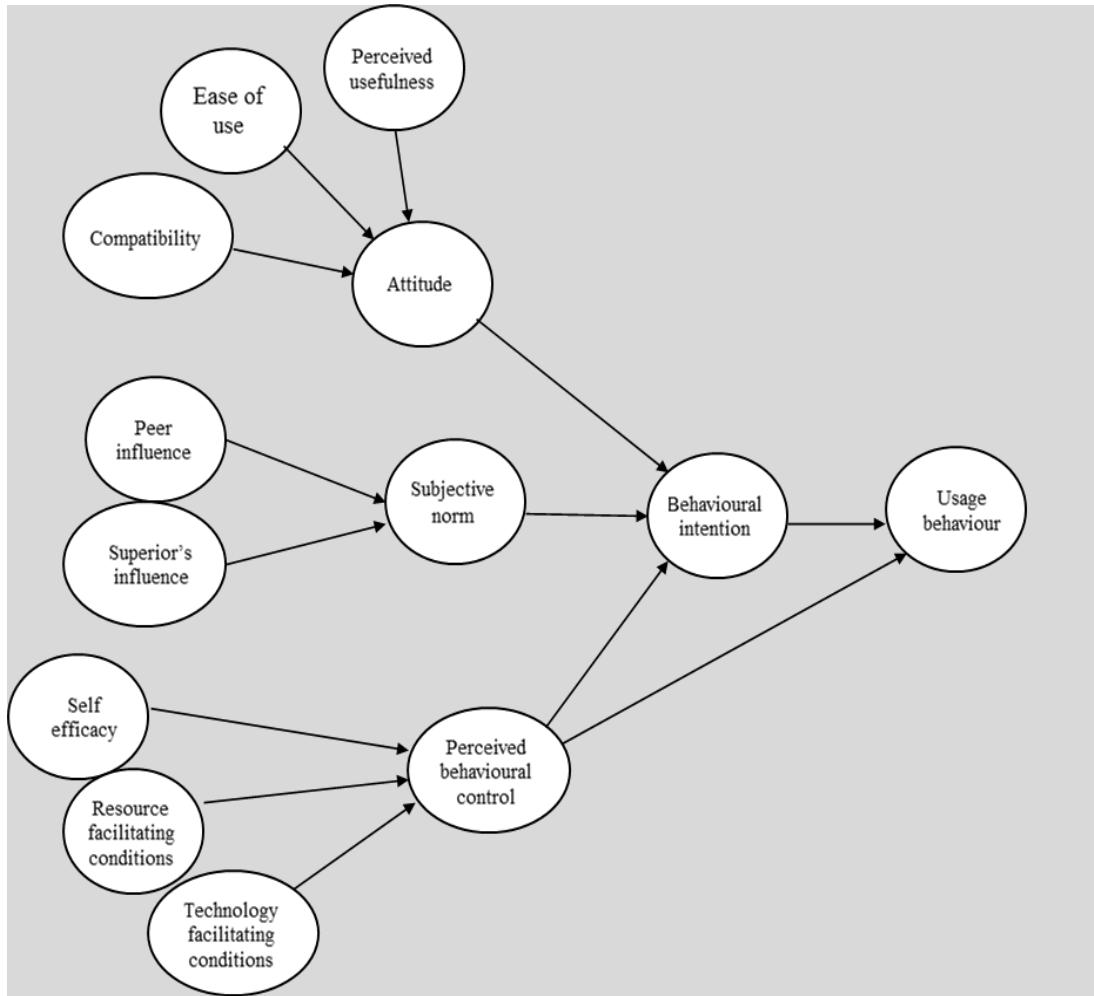 Perceived
usefulness
Ease of
use
Compatibility
Attitude
Peer
influence
Superior’s
influence
Subjective
norm
Behavioural
intention
Usage
behaviour
Self
efficacy
Resource
facilitating
conditions
Technology
facilitating
conditions
Perceived
behavioural
control